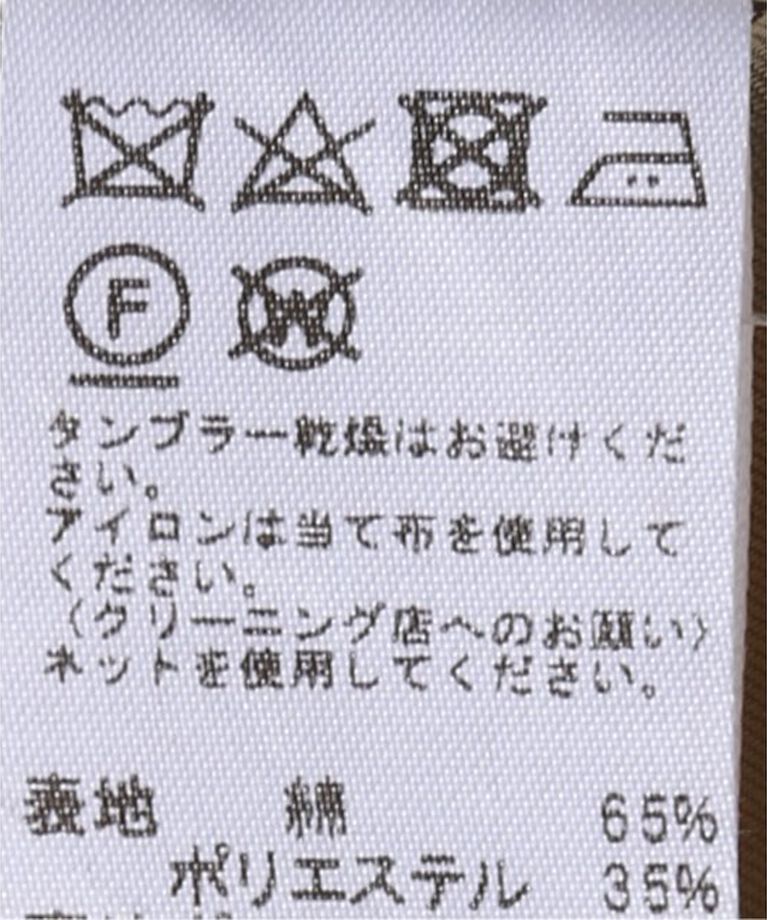 F
W
タンブラー乾燥はお避けくだ
さい。
アイロンは当て布を使用して
ください。
〈クリーニング店へのお願い〉
ネットを使用してください。
表地 綿 65%
ポリエステル 35%